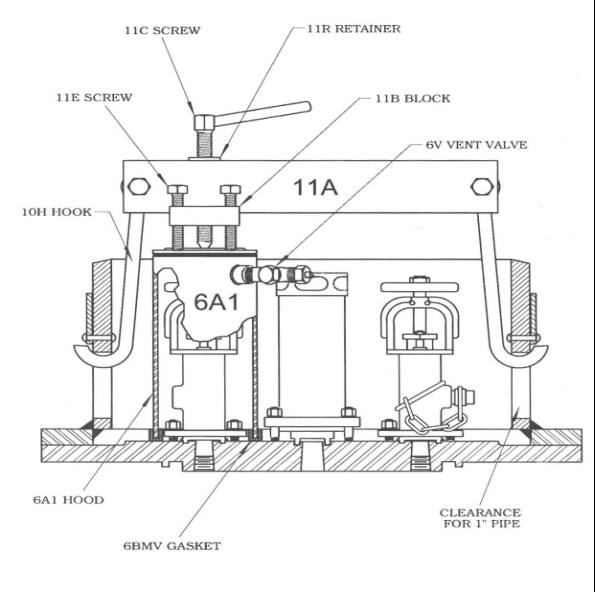 11C SCREW
11R RETAINER
11E SCREW
11B BLOCK
6V VENT VALVE
11A
10H HOOK
6A1
6A1 HOOD
CLEARANCE
FOR 1" PIPE
6BMV GASKET